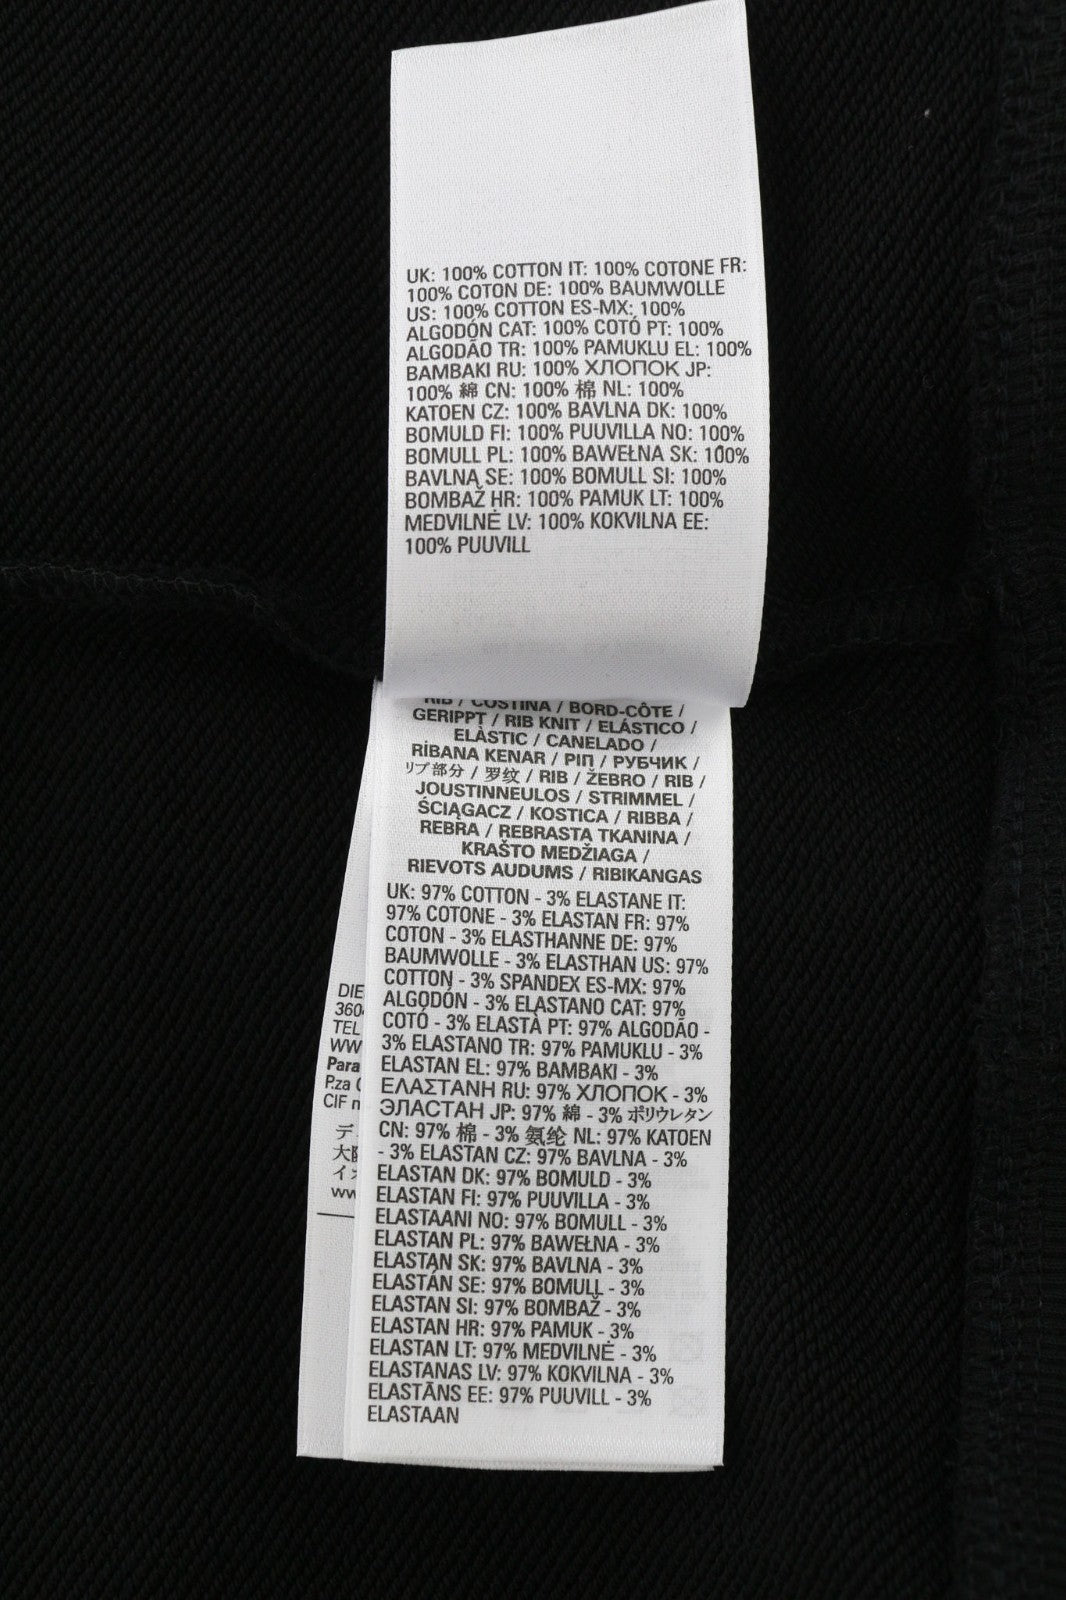 UK: 100% COTTON IT: 100% COTONE FR:
100% COTON DE: 100% BAUMWOLLE
US: 100% COTTON ES-MX: 100%
ALGODÓN CAT: 100% COTÓ PT: 100%
ALGODÃO TR: 100% PAMUKLU EL: 100%
BAMBAKI RU: 100% ХЛОПОК JP:
100% 綿 CN: 100% 棉 NL: 100%
KATOEN CZ: 100% BAVLNA DK: 100%
BOMULD FI: 100% PUUVILLA NO: 100%
BOMULL PL: 100% BAWEŁNA SK: 100%
BAVLNA SE: 100% BOMULL SI: 100%
BOMBAŽ HR: 100% PAMUK LT: 100%
MEDVILNĖ LV: 100% KOKVILNA EE:
100% PUUVILL
RIB / COSTINA / BORD-CÔTE /
GERIPPT / RIB KNIT / ELÁSTICO /
ELÀSTIC / CANELADO /
RİBANA KENAR / ΡΙΠ / РУБЧИК /
リブ部分 / 罗纹 / RIB / ŽEBRO / RIB /
JOUSTINNEULOS / STRIMMEL /
ŚCIĄGACZ / KOSTICA / RIBBA /
REBRA / REBRASTA TKANINA /
KRAŠTO MEDŽIAGA /
RIEVOTS AUDUMS / RIBIKANGAS
UK: 97% COTTON - 3% ELASTANE IT:
97% COTONE - 3% ELASTAN FR: 97%
COTON - 3% ELASTHANNE DE: 97%
BAUMWOLLE - 3% ELASTHAN US: 97%
COTTON - 3% SPANDEX ES-MX: 97%
ALGODÓN - 3% ELASTANO CAT: 97%
COTÓ - 3% ELASTÀ PT: 97% ALGODÃO -
3% ELASTANO TR: 97% PAMUKLU - 3%
ELASTAN EL: 97% BAMBAKI - 3%
ΕΛΑΣΤΑΝΗ RU: 97% ХЛОПОК - 3%
ЭЛАСТАН JP: 97% 綿 - 3% ポリウレタン
CN: 97% 棉 - 3% 氨纶 NL: 97% KATOEN
- 3% ELASTAN CZ: 97% BAVLNA - 3%
ELASTAN DK: 97% BOMULD - 3%
ELASTAN FI: 97% PUUVILLA - 3%
ELASTAANI NO: 97% BOMULL - 3%
ELASTAN PL: 97% BAWEŁNA - 3%
ELASTAN SK: 97% BAVLNA - 3%
ELASTÁN SE: 97% BOMULL - 3%
ELASTAN SI: 97% BOMBAŽ - 3%
ELASTAN HR: 97% PAMUK - 3%
ELASTAN LT: 97% MEDVILNĖ - 3%
ELASTANAS LV: 97% KOKVILNA - 3%
ELASTĀNS EE: 97% PUUVILL - 3%
ELASTAAN
DIE
360
TEL
WW
Para
P.za
CIF n
デ
大阪
イオ
ww